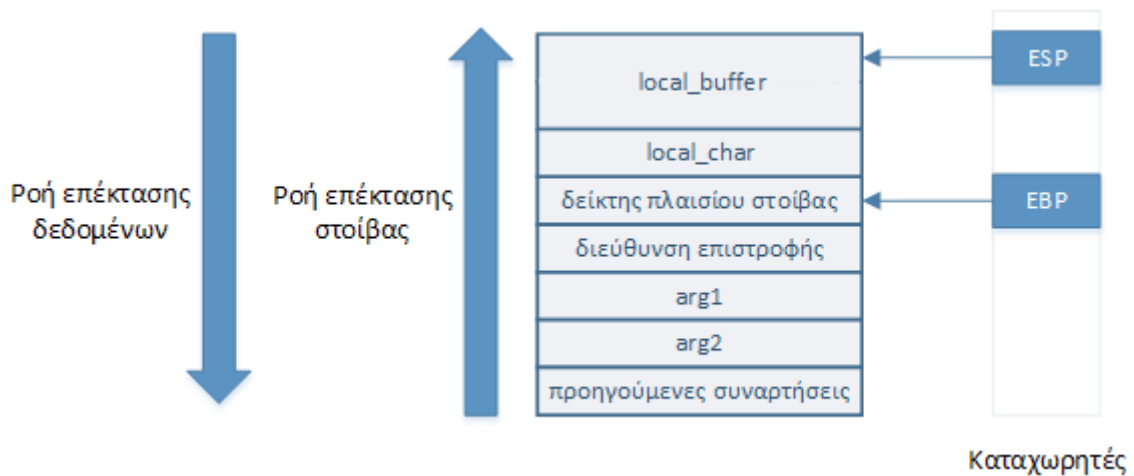 Ροή επέκτασης
δεδομένων
Ροή επέκτασης
στοίβας
local_buffer
local_char
δείκτης πλαισίου στοίβας
διεύθυνση επιστροφής
arg1
arg2
προηγούμενες συναρτήσεις
ESP
EBP
Καταχωρητές